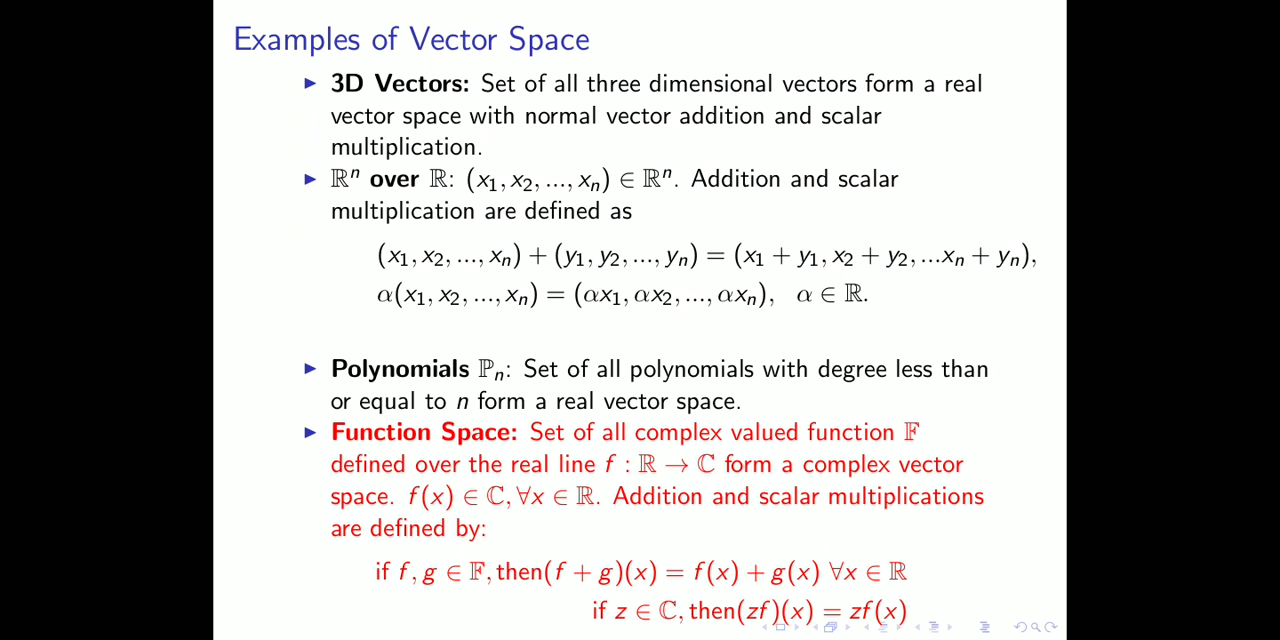 Examples of Vector Space
▶ 3D Vectors: Set of all three dimensional vectors form a real
vector space with normal vector addition and scalar
multiplication.
▶ ℝⁿ over ℝ: (x₁, x₂, ..., xₙ) ∈ ℝⁿ. Addition and scalar
multiplication are defined as
(x₁, x₂, ..., xₙ) + (y₁, y₂, ..., yₙ) = (x₁ + y₁, x₂ + y₂, ...xₙ + yₙ),
α(x₁, x₂, ..., xₙ) = (αx₁, αx₂, ..., αxₙ), α ∈ ℝ.
▶ Polynomials ℙₙ: Set of all polynomials with degree less than
or equal to n form a real vector space.
▶ Function Space: Set of all complex valued function 𝔽
defined over the real line f : ℝ → ℂ form a complex vector
space. f(x) ∈ ℂ, ∀x ∈ ℝ. Addition and scalar multiplications
are defined by:
if f, g ∈ 𝔽, then(f + g)(x) = f(x) + g(x) ∀x ∈ ℝ
if z ∈ ℂ, then(zf)(x) = zf(x)